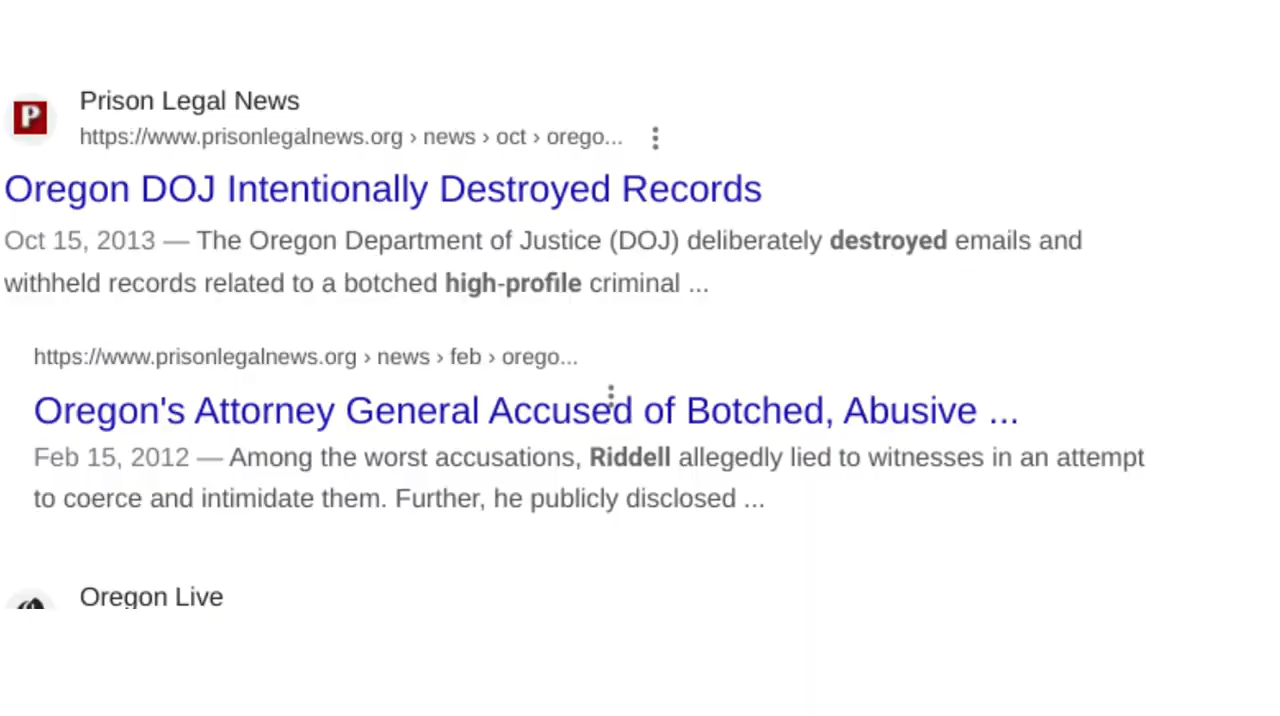 Prison Legal News
https://www.prisonlegalnews.org › news › oct › orego...
Oregon DOJ Intentionally Destroyed Records
Oct 15, 2013 — The Oregon Department of Justice (DOJ) deliberately destroyed emails and
withheld records related to a botched high-profile criminal ...
https://www.prisonlegalnews.org › news › feb › orego...
Oregon's Attorney General Accused of Botched, Abusive ...
Feb 15, 2012 — Among the worst accusations, Riddell allegedly lied to witnesses in an attempt
to coerce and intimidate them. Further, he publicly disclosed ...
Oregon Live